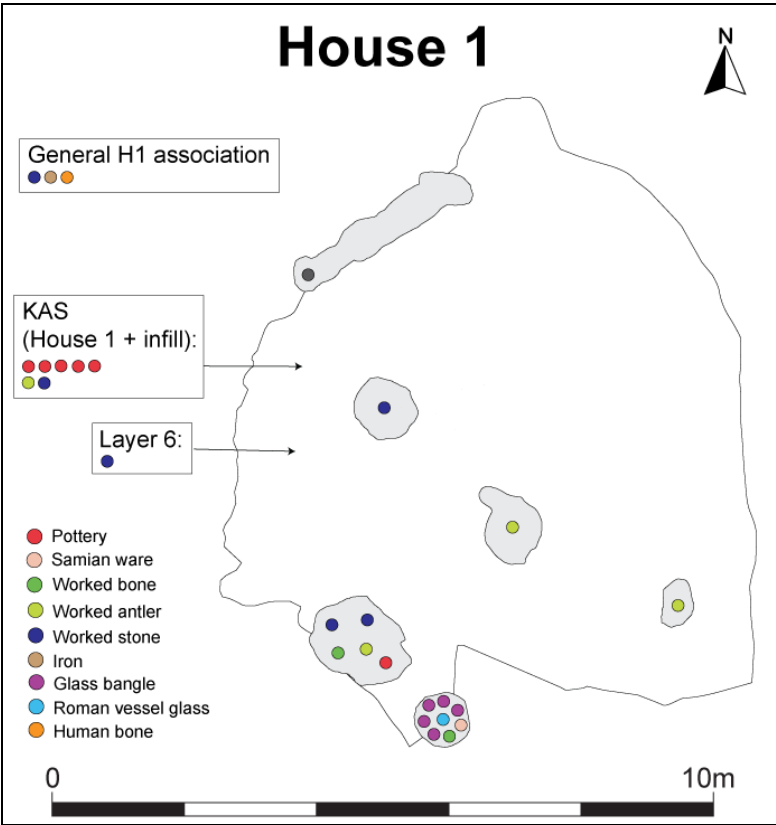 House 1
N
General H1 association
KAS
(House 1 + infill):
Layer 6:
Pottery
Samian ware
Worked bone
Worked antler
Worked stone
Iron
Glass bangle
Roman vessel glass
Human bone
0 10m